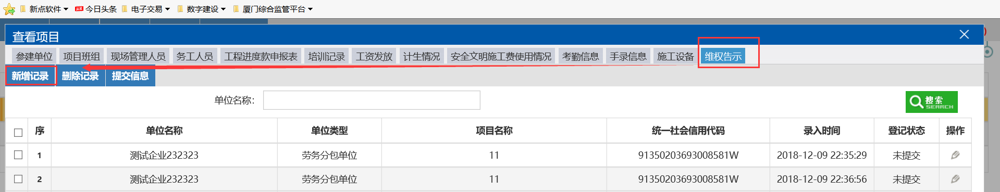 新点软件 头条 今日头条 电子交易 数字建设 厦门综合监管平台
查看项目
参建单位 项目班组 现场管理人员 务工人员 工程进度款申报表 培训记录 工资发放 计生情况 安全文明施工费使用情况 考勤信息 手录信息 施工设备 维权告示
新增记录 删除记录 提交信息
单位名称： 搜索
SEARCH
序 单位名称 单位类型 项目名称 统一社会信用代码 录入时间 登记状态 操作
1 测试企业232323 劳务分包单位 11 91350203693008581W 2018-12-09 22:35:29 未提交
2 测试企业232323 劳务分包单位 11 91350203693008581W 2018-12-09 22:36:56 未提交